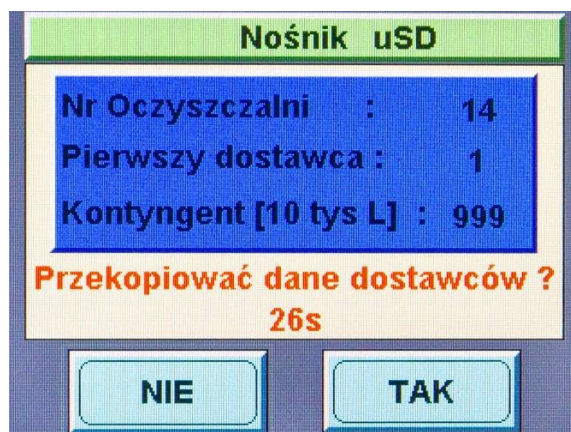 Nośnik uSD
Nr Oczyszczalni : 14
Pierwszy dostawca : 1
Kontyngent [10 tys L] : 999
Przekopiować dane dostawców ?
26s
NIE TAK